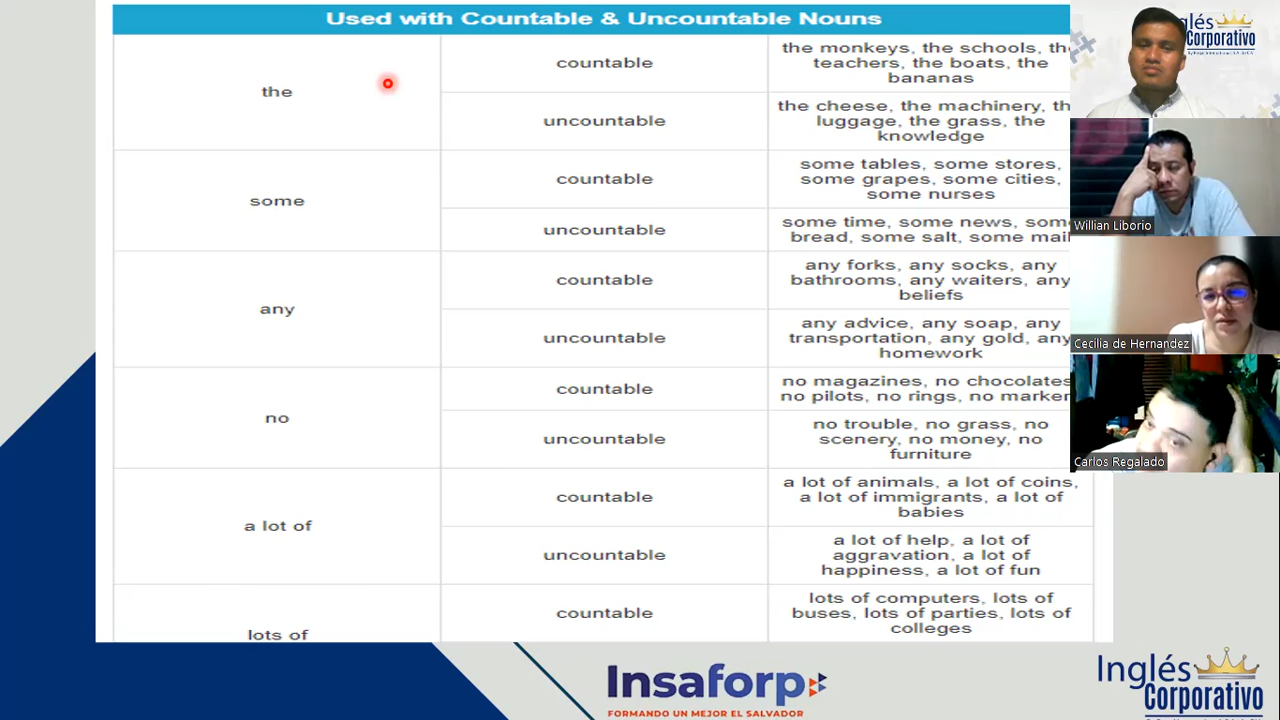 Used with Countable & Uncountable Nouns
the
countable
the monkeys, the schools, the
teachers, the boats, the
bananas
uncountable
the cheese, the machinery, the
luggage, the grass, the
knowledge
some
countable
some tables, some stores,
some grapes, some cities,
some nurses
uncountable
some time, some news, some
bread, some salt, some mail
any
countable
any forks, any socks, any
bathrooms, any waiters, any
beliefs
uncountable
any advice, any soap, any
transportation, any gold, any
homework
no
countable
no magazines, no chocolates
no pilots, no rings, no marker
uncountable
no trouble, no grass, no
scenery, no money, no
furniture
a lot of
countable
a lot of animals, a lot of coins,
a lot of immigrants, a lot of
babies
uncountable
a lot of help, a lot of
aggravation, a lot of
happiness, a lot of fun
lots of
countable
lots of computers, lots of
buses, lots of parties, lots of
colleges
glés
Corporativo
Willian Liborio
Cecilia de Hernandez
Carlos Regalado
Insaforp
FORMANDO UN MEJOR EL SALVADOR
Inglés
Corporativo